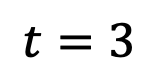 t = 3